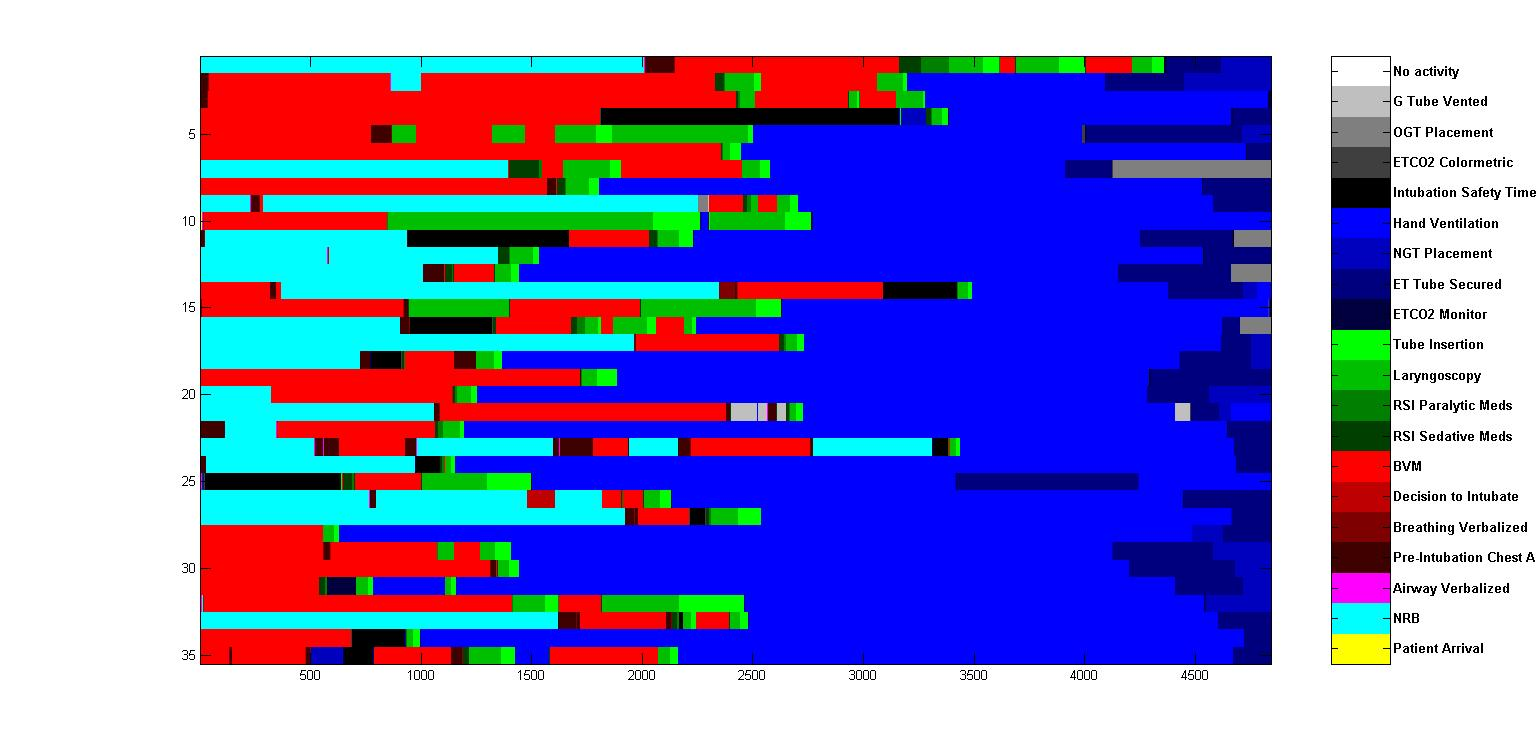 No activity
G Tube Vented
OGT Placement
ETCO2 Colormetric
Intubation Safety Time
Hand Ventilation
NGT Placement
ET Tube Secured
ETCO2 Monitor
Tube Insertion
Laryngoscopy
RSI Paralytic Meds
RSI Sedative Meds
BVM
Decision to Intubate
Breathing Verbalized
Pre-Intubation Chest A
Airway Verbalized
NRB
Patient Arrival
5
10
15
20
25
30
35
500 1000 1500 2000 2500 3000 3500 4000 4500